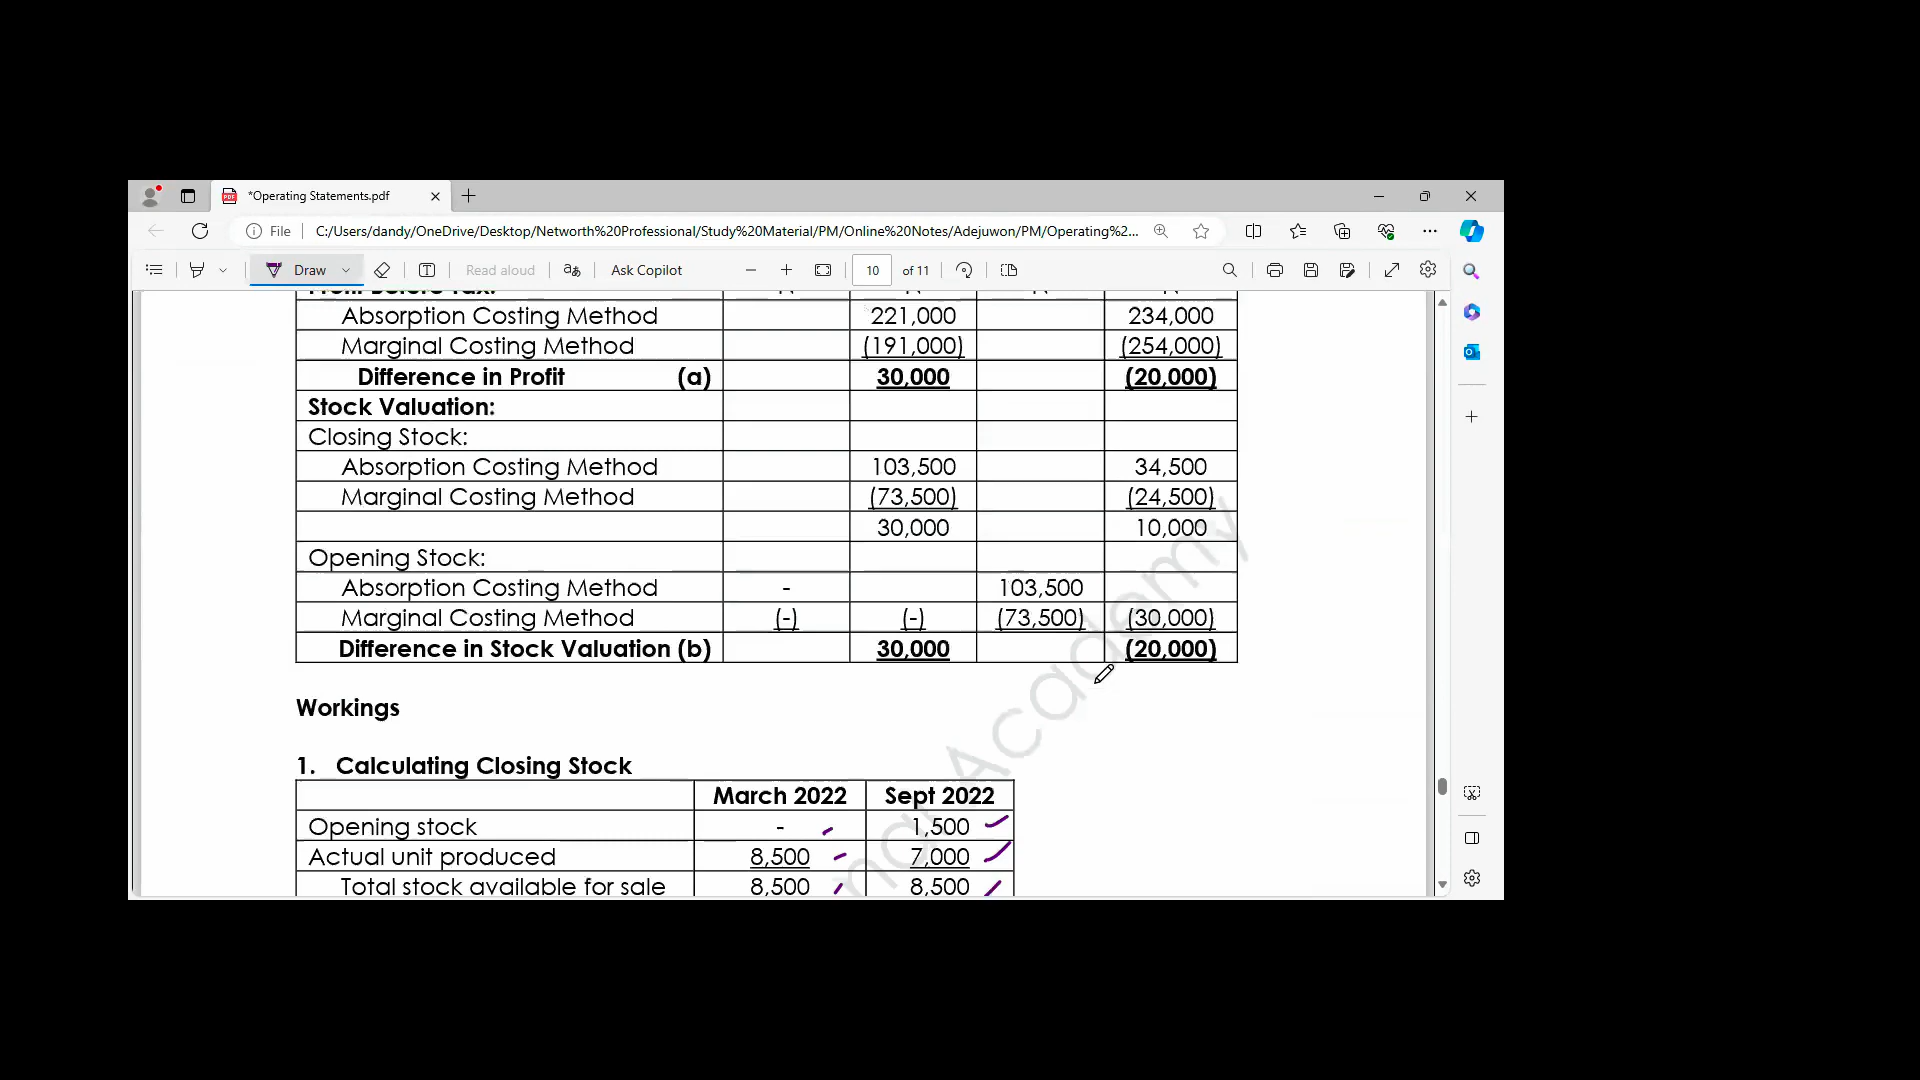 *Operating Statements.pdf
File C:/Users/dandy/OneDrive/Desktop/Networth%20Professional/Study%20Material/PM/Online%20Notes/Adejuwon/PM/Operating%2...
Draw Read aloud Ask Copilot 10 of 11
Absorption Costing Method 221,000 234,000
Marginal Costing Method (191,000) (254,000)
Difference in Profit (a) 30,000 (20,000)
Stock Valuation:
Closing Stock:
Absorption Costing Method 103,500 34,500
Marginal Costing Method (73,500) (24,500)
30,000 10,000
Opening Stock:
Absorption Costing Method - 103,500
Marginal Costing Method (-) (-) (73,500) (30,000)
Difference in Stock Valuation (b) 30,000 (20,000)
Workings
1. Calculating Closing Stock
March 2022 Sept 2022
Opening stock - 1,500
Actual unit produced 8,500 7,000
Total stock available for sale 8,500 8,500
Academy